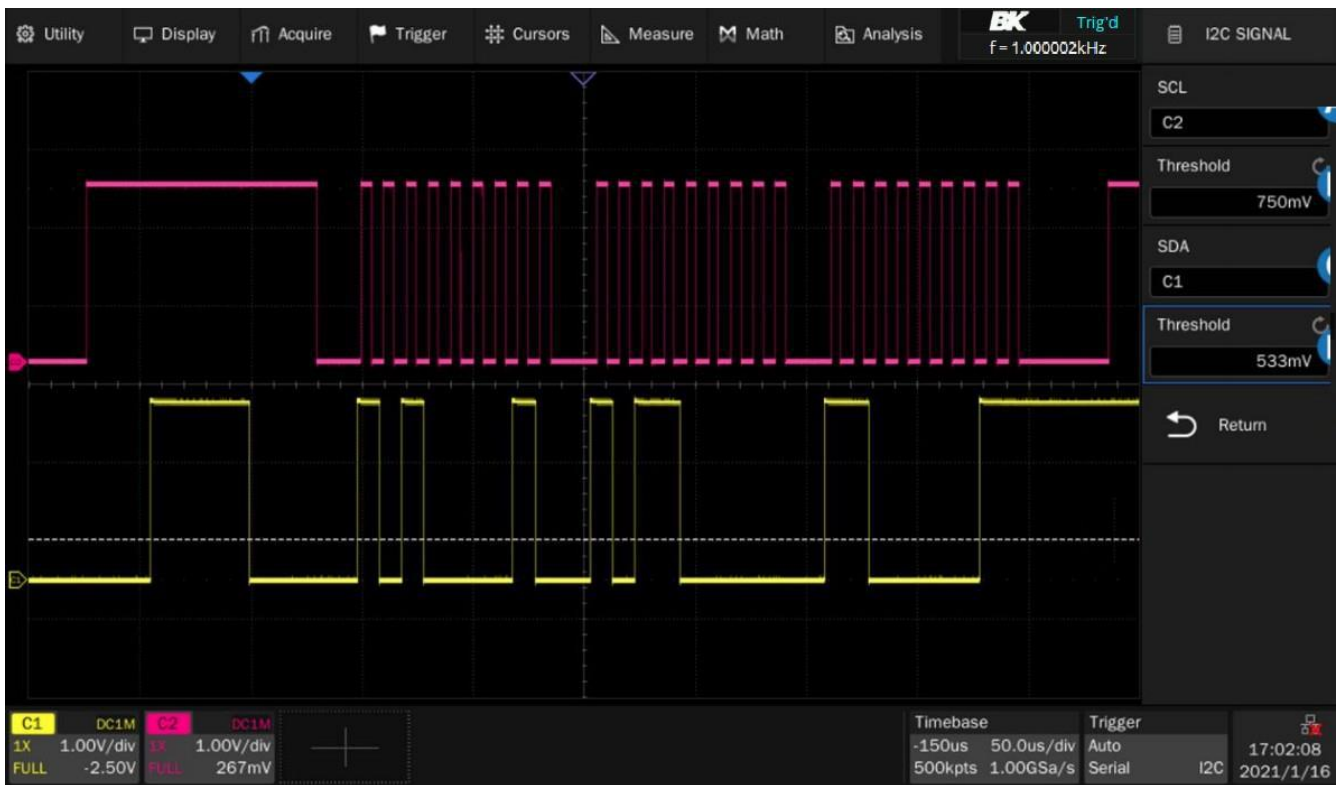 Utility Display Acquire Trigger Cursors Measure Math Analysis
BK Trig'd
f = 1.000002kHz
I2C SIGNAL
SCL
C2
Threshold
750mV
SDA
C1
Threshold
533mV
Return
C1 DC1M
1X 1.00V/div
FULL -2.50V
C2 DC1M
1X 1.00V/div
FULL 267mV
Timebase
-150us 50.0us/div
500kpts 1.00GSa/s
Trigger
Auto
Serial I2C
17:02:08
2021/1/16